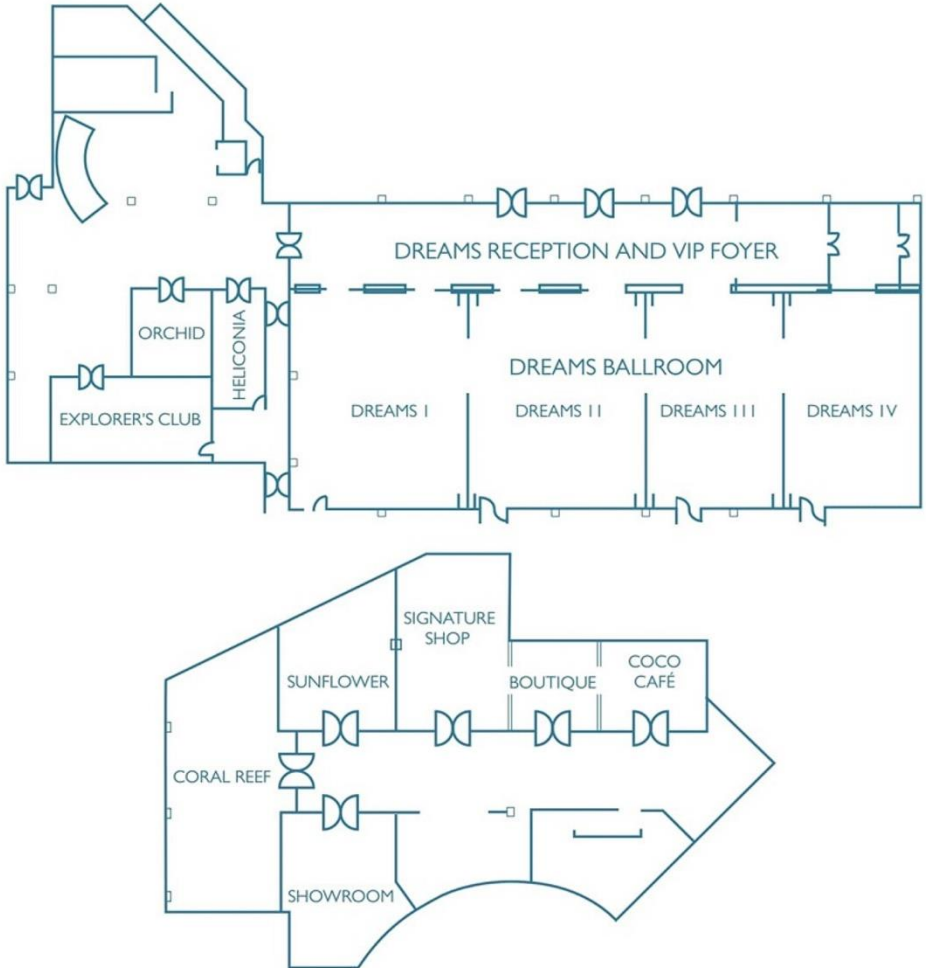 DREAMS RECEPTION AND VIP FOYER
ORCHID
HELICONIA
DREAMS BALLROOM
EXPLORER'S CLUB
DREAMS I
DREAMS II
DREAMS III
DREAMS IV
SIGNATURE
SHOP
SUNFLOWER
BOUTIQUE
COCO
CAFÉ
CORAL REEF
SHOWROOM